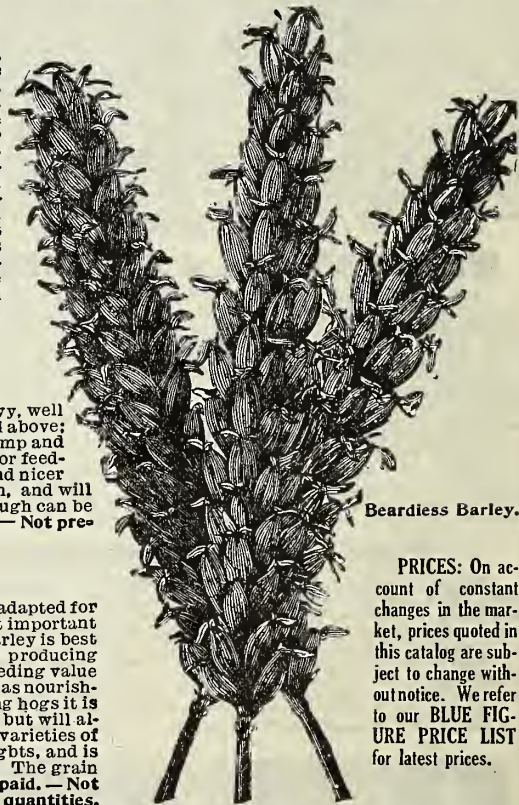 vy, well
l above;
mp and
or feed-
nd nicer
n, and will
ugh can be
— Not pre-
adapted for
t important
rley is best
producing
eding value
as nourish-
ng hogs it is
but will al-
varieties of
ghts, and is
The grain
paid. — Not
quantities.
Beardless Barley.
PRICES: On ac-
count of constant
changes in the mar-
ket, prices quoted in
this catalog are sub-
ject to change with-
out notice. We refer
to our BLUE FIG-
URE PRICE LIST
for latest prices.